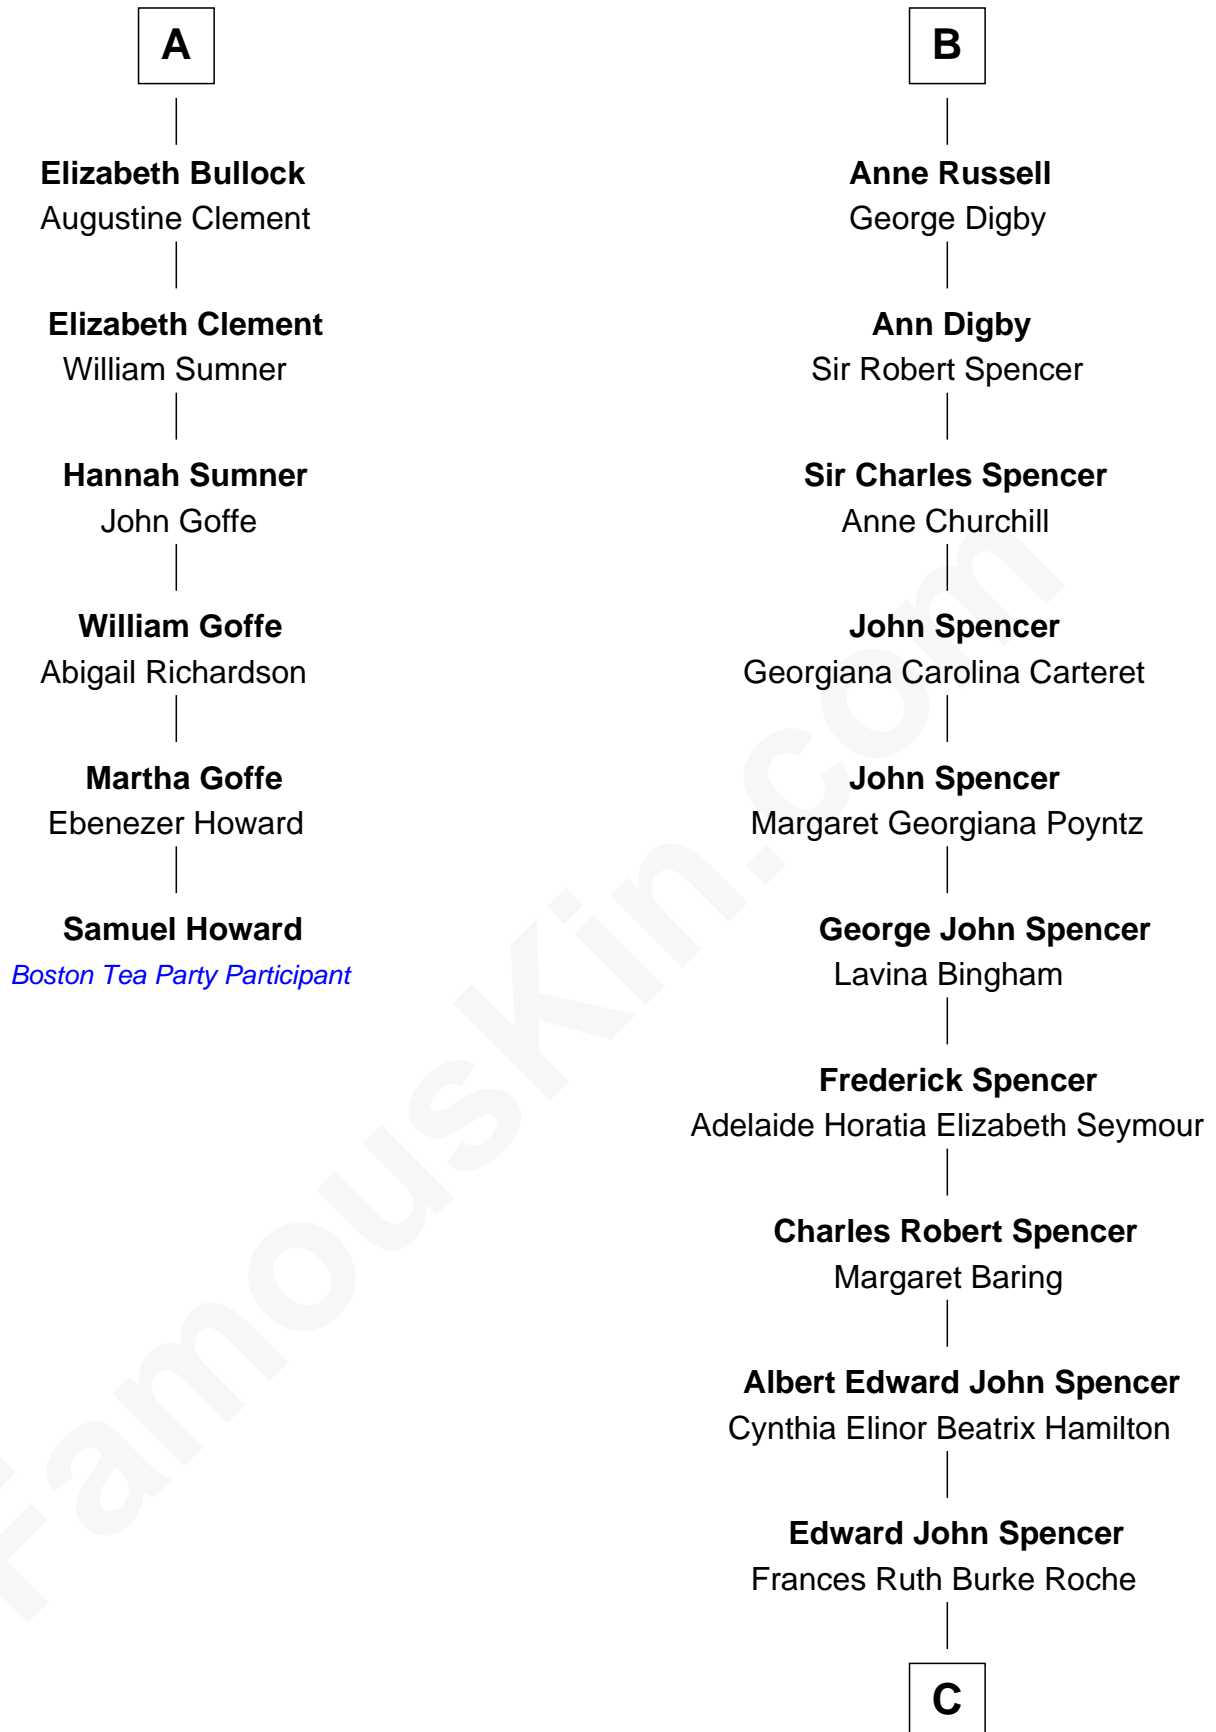 A
Elizabeth Bullock
Augustine Clement
Elizabeth Clement
William Sumner
Hannah Sumner
John Goffe
William Goffe
Abigail Richardson
Martha Goffe
Ebenezer Howard
Samuel Howard
Boston Tea Party Participant
B
Anne Russell
George Digby
Ann Digby
Sir Robert Spencer
Sir Charles Spencer
Anne Churchill
John Spencer
Georgiana Carolina Carteret
John Spencer
Margaret Georgiana Poyntz
George John Spencer
Lavina Bingham
Frederick Spencer
Adelaide Horatia Elizabeth Seymour
Charles Robert Spencer
Margaret Baring
Albert Edward John Spencer
Cynthia Elinor Beatrix Hamilton
Edward John Spencer
Frances Ruth Burke Roche
C
FamousKin.com